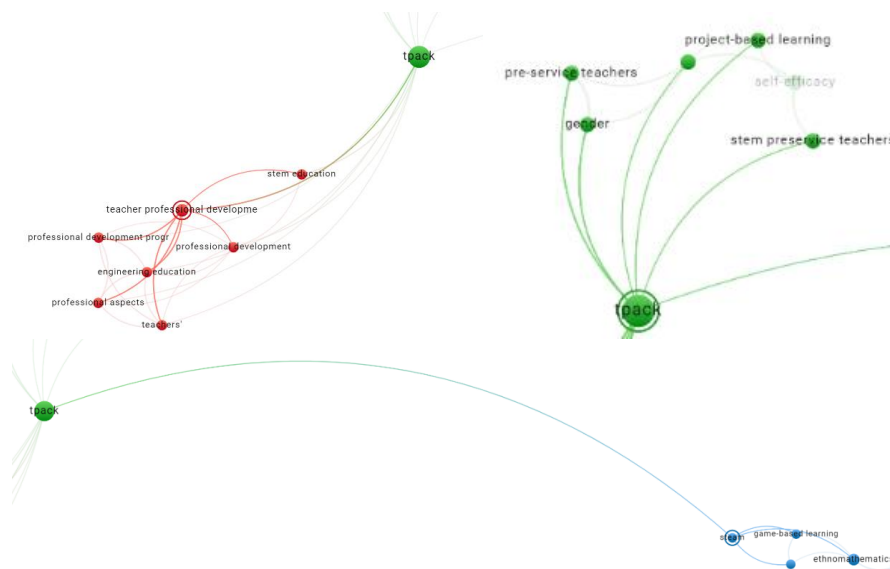 tpack
stem education
teacher professional developme
professional development progr
professional development
engineering education
professional aspects
teachers'
project-based learning
pre-service teachers
self-efficacy
gender
stem preservice teachers
tpack
tpack
steam
game-based learning
ethnomathematics